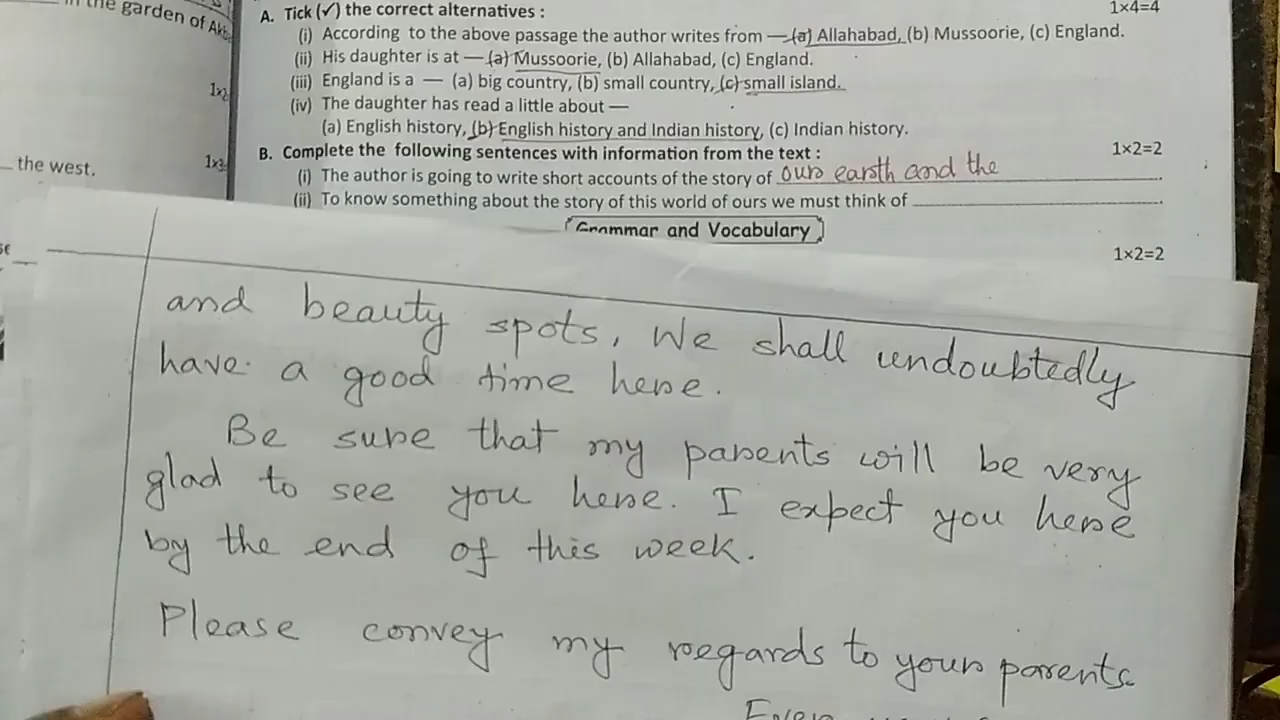 in the garden of Ak
1x2
the west.
1x3
A. Tick (✓) the correct alternatives :
1x4=4
(i) According to the above passage the author writes from — (a) Allahabad, (b) Mussoorie, (c) England.
(ii) His daughter is at — (a) Mussoorie, (b) Allahabad, (c) England.
(iii) England is a — (a) big country, (b) small country, (c) small island.
(iv) The daughter has read a little about —
(a) English history, (b) English history and Indian history, (c) Indian history.
B. Complete the following sentences with information from the text :
1x2=2
(i) The author is going to write short accounts of the story of our earth and the
(ii) To know something about the story of this world of ours we must think of
Grammar and Vocabulary
1x2=2
and beauty spots, We shall undoubtedly
have a good time here.
Be sure that my parents will be very
glad to see you here. I expect you here
by the end of this week.
Please convey my regards to your parents